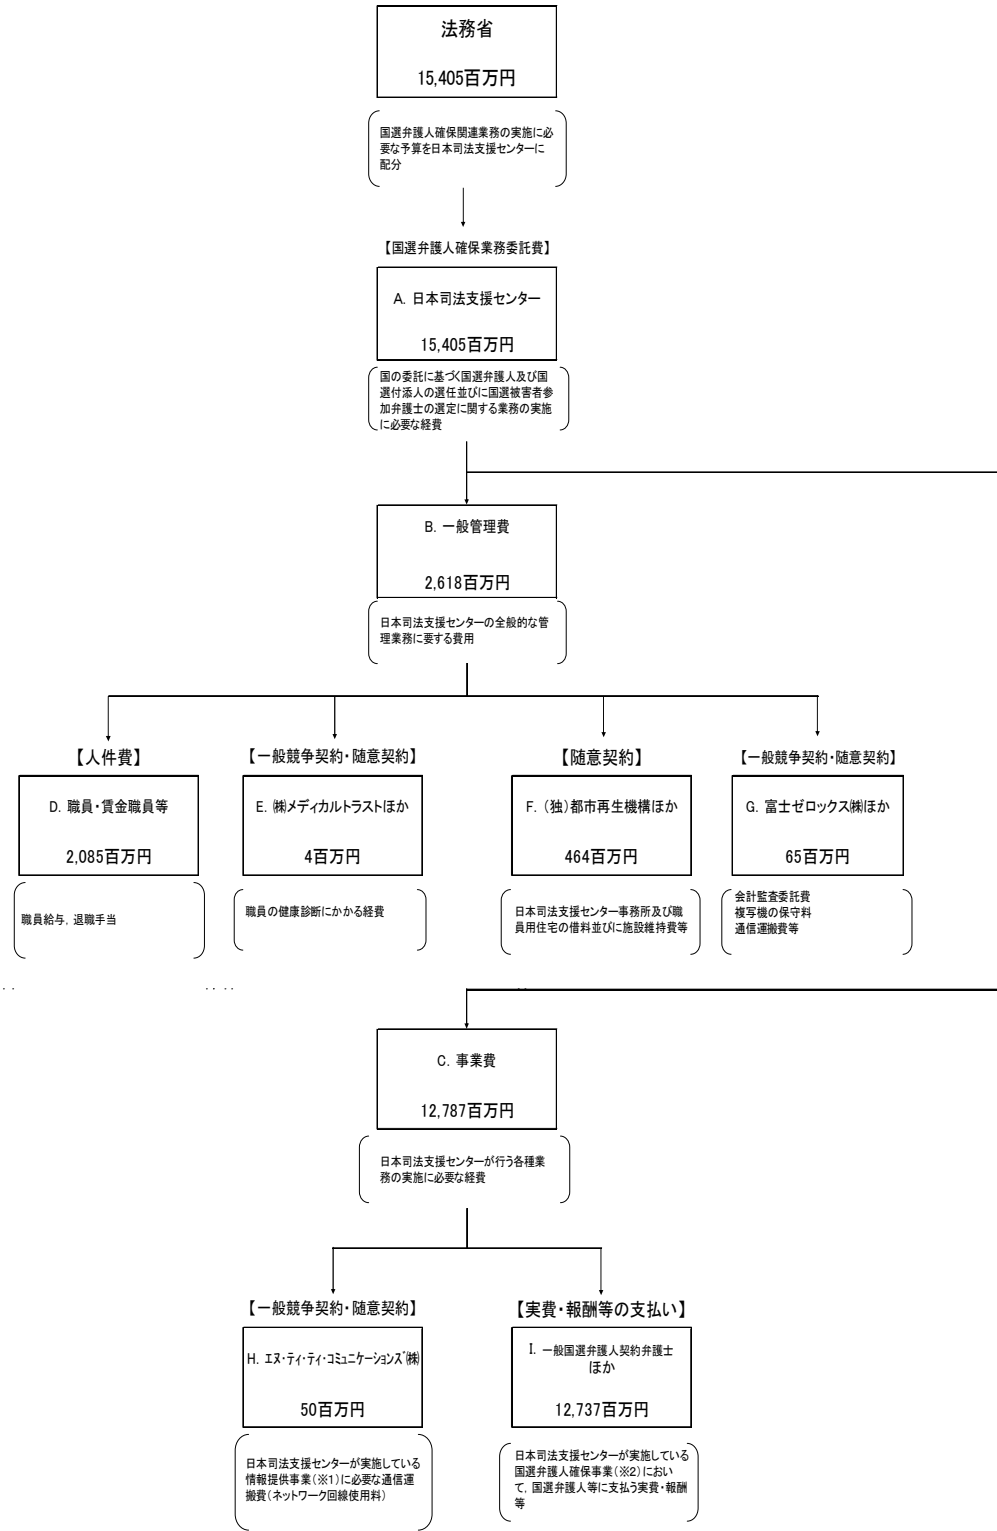 法務省
15,405百万円
国選弁護人確保関連業務の実施に必
要な予算を日本司法支援センターに
配分
【国選弁護人確保業務委託費】
A．日本司法支援センター
15,405百万円
国の委託に基づく国選弁護人及び国
選付添人の選任並びに国選被害者参
加弁護士の選定に関する業務の実施
に必要な経費
B．一般管理費
2,618百万円
日本司法支援センターの全般的な管
理業務に要する費用
【人件費】
D．職員・賃金職員等
2,085百万円
職員給与，退職手当
【一般競争契約・随意契約】
E．㈱メディカルトラストほか
4百万円
職員の健康診断にかかる経費
【随意契約】
F．（独）都市再生機構ほか
464百万円
日本司法支援センター事務所及び職
員用住宅の借料並びに施設維持費等
【一般競争契約・随意契約】
G．富士ゼロックス㈱ほか
65百万円
会計監査委託費
複写機の保守料
通信運搬費等
C．事業費
12,787百万円
日本司法支援センターが行う各種業
務の実施に必要な経費
【一般競争契約・随意契約】
H．ｴﾇ・ﾃｨ・ﾃｨ・ｺﾐｭﾆｹｰｼｮﾝｽﾞ㈱
50百万円
日本司法支援センターが実施している
情報提供事業（※1）に必要な通信運
搬費（ネットワーク回線使用料）
【実費・報酬等の支払い】
I．一般国選弁護人契約弁護士
ほか
12,737百万円
日本司法支援センターが実施している
国選弁護人確保事業（※2）におい
て，国選弁護人等に支払う実費・報酬
等